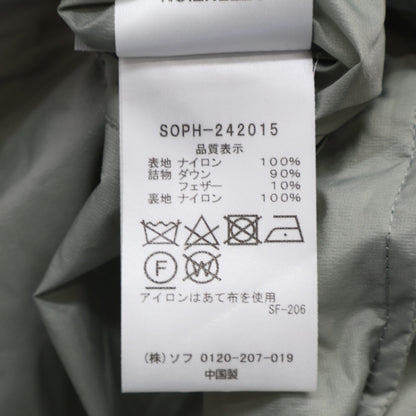 SOPH-242015
品質表示
表地 ナイロン 100%
詰物 ダウン 90%
フェザー 10%
裏地 ナイロン 100%
F W
アイロンはあて布を使用
SF-206
(株)ソフ 0120-207-019
中国製